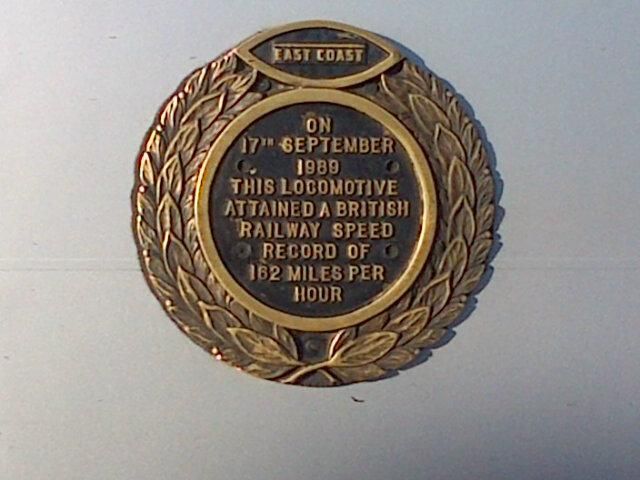 EAST COAST
ON
17TH SEPTEMBER
1989
THIS LOCOMOTIVE
ATTAINED A BRITISH
RAILWAY SPEED
RECORD OF
162 MILES PER
HOUR